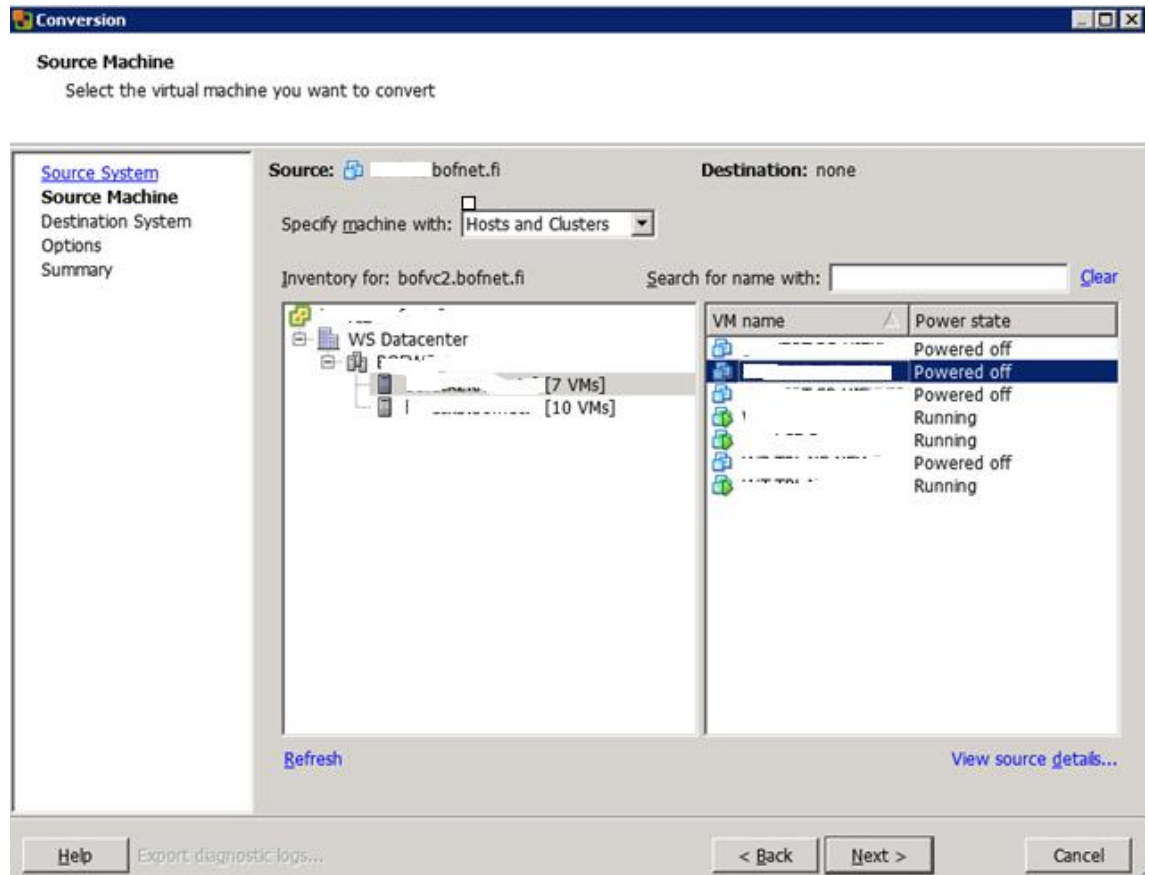 Conversion
Source Machine
Select the virtual machine you want to convert
Source System
Source Machine
Destination System
Options
Summary
Source: bofnet.fi
Destination: none
Specify machine with: Hosts and Clusters
Inventory for: bofvc2.bofnet.fi
Search for name with:
Clear
WS Datacenter
[7 VMs]
[10 VMs]
VM name Power state
Powered off
Powered off
Powered off
Running
Running
Powered off
Running
Refresh
View source details...
Help
Export diagnostic logs...
< Back
Next >
Cancel